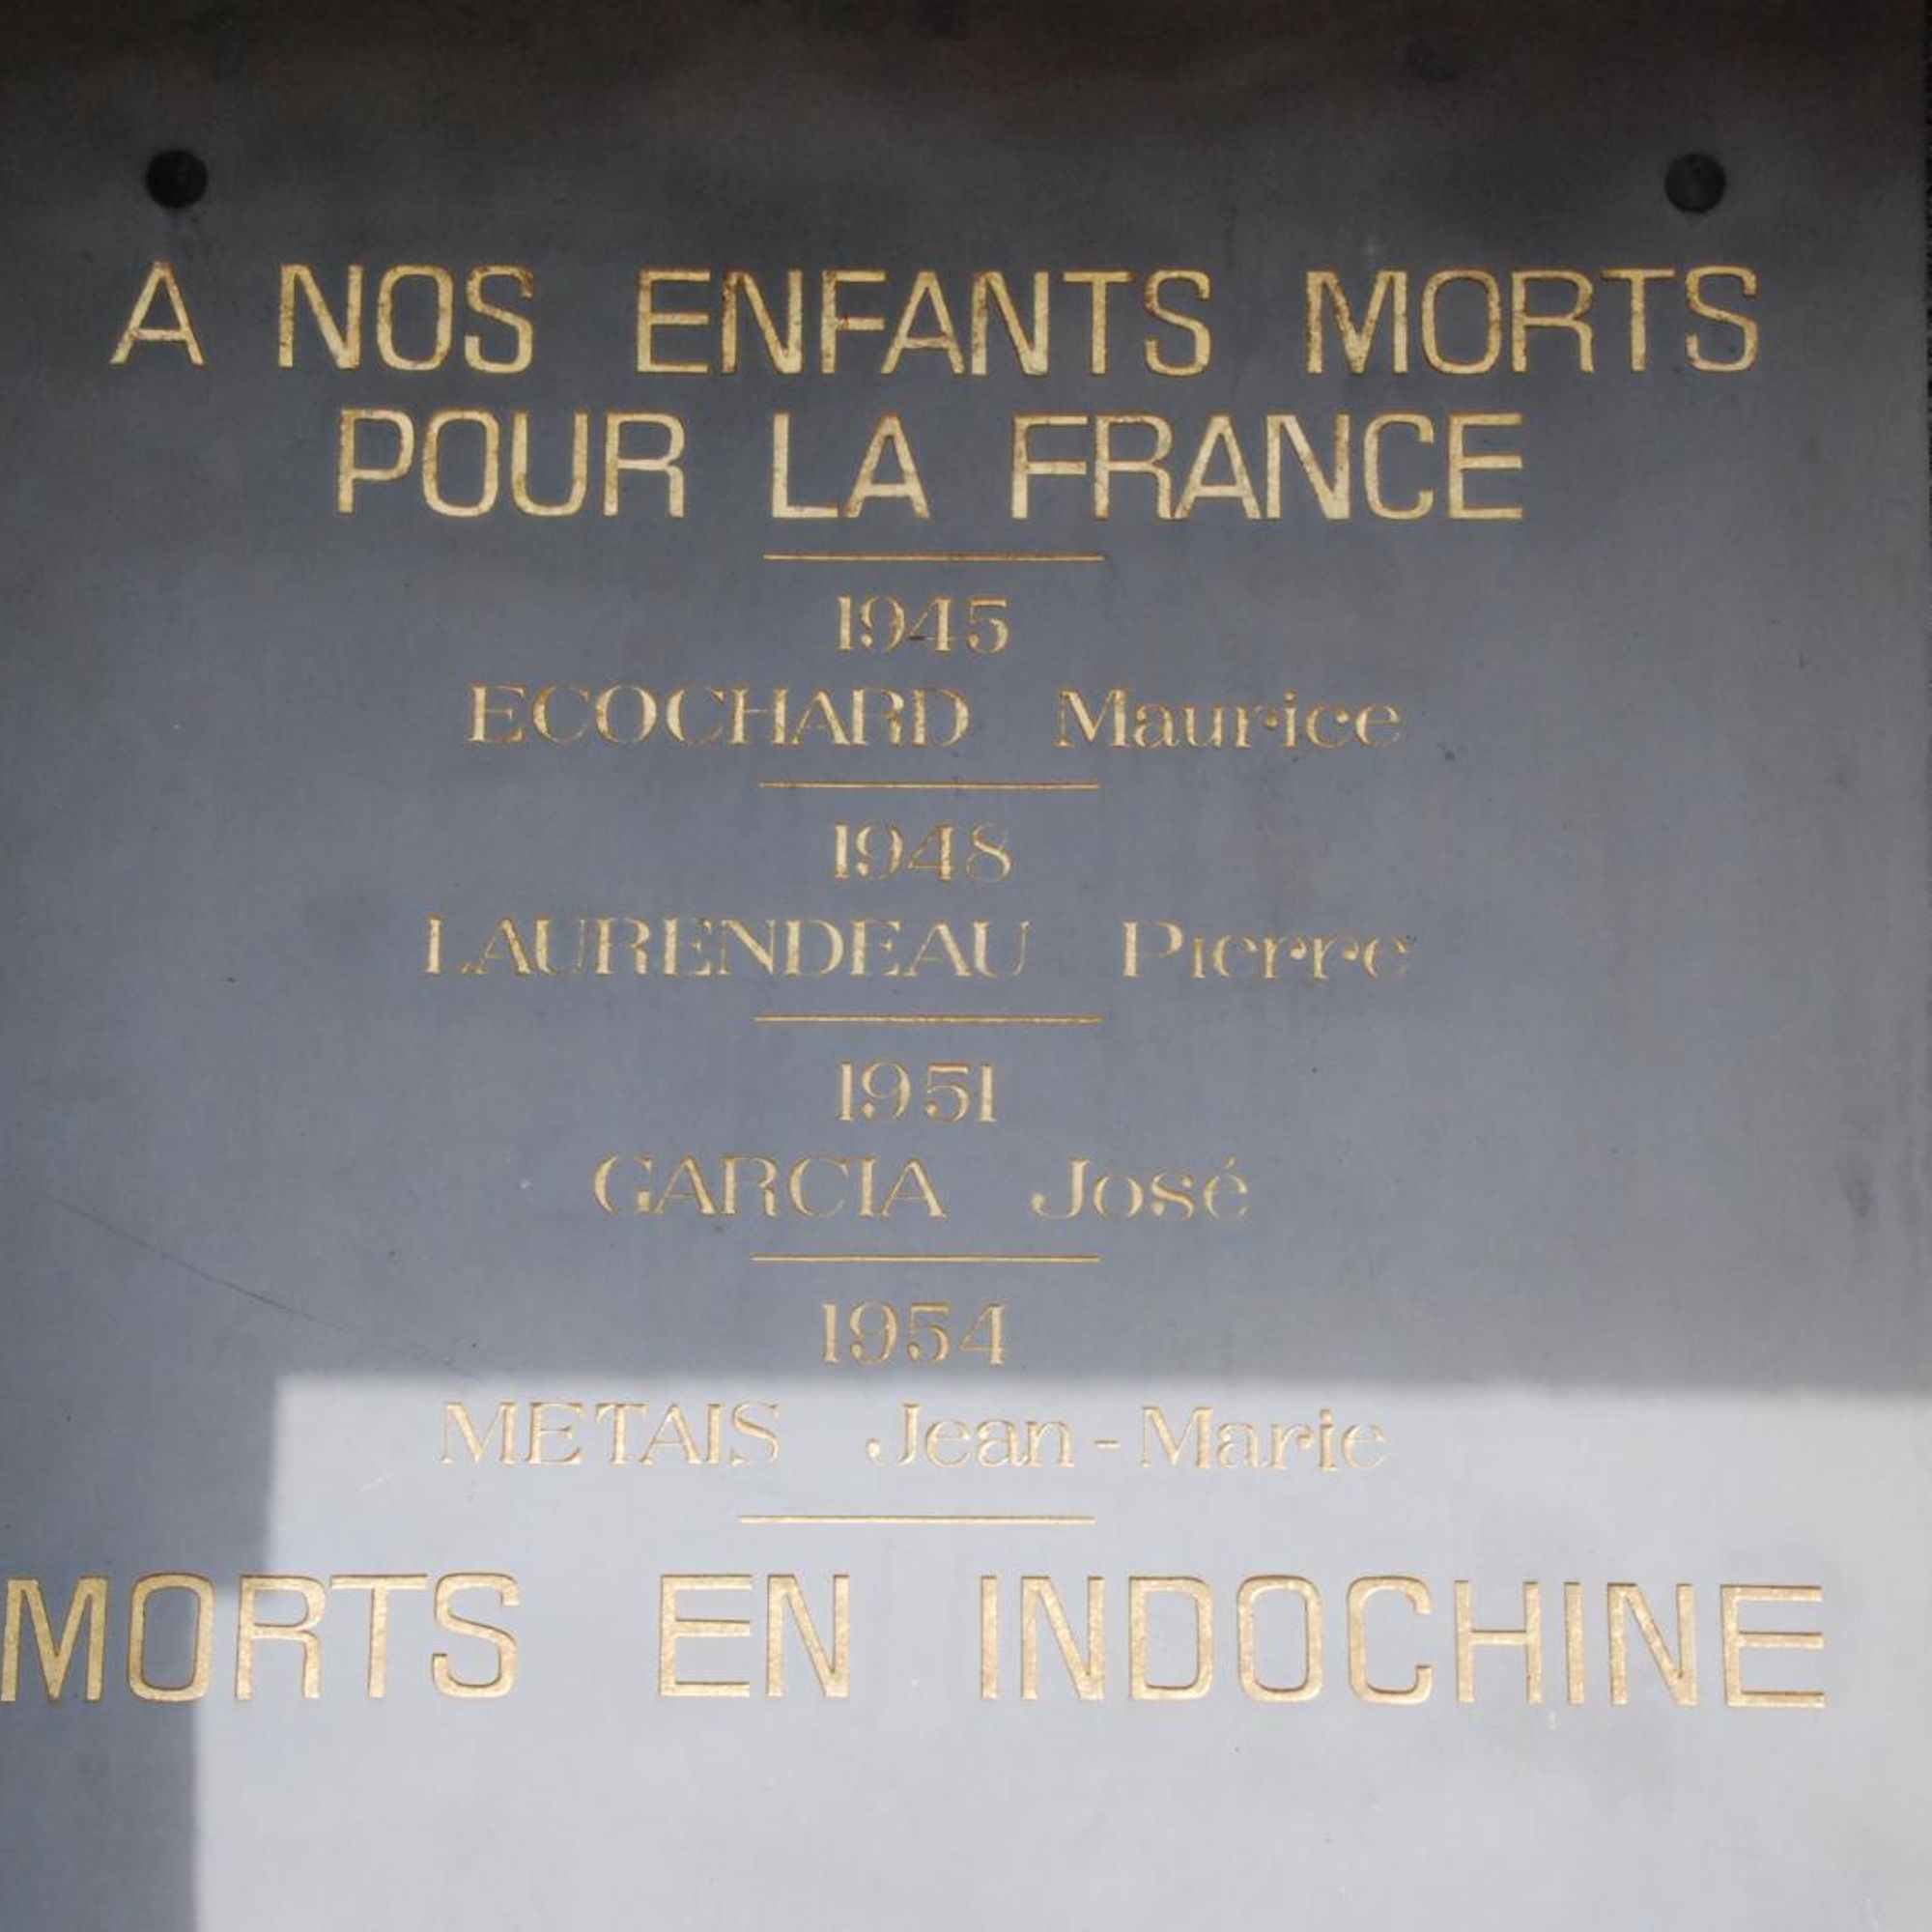 A NOS ENFANTS MORTS
POUR LA FRANCE
1945
ECOCHARD Maurice
1948
LAURENDEAU Pierre
1951
GARCIA José
1954
METAIS Jean-Marie
MORTS EN INDOCHINE